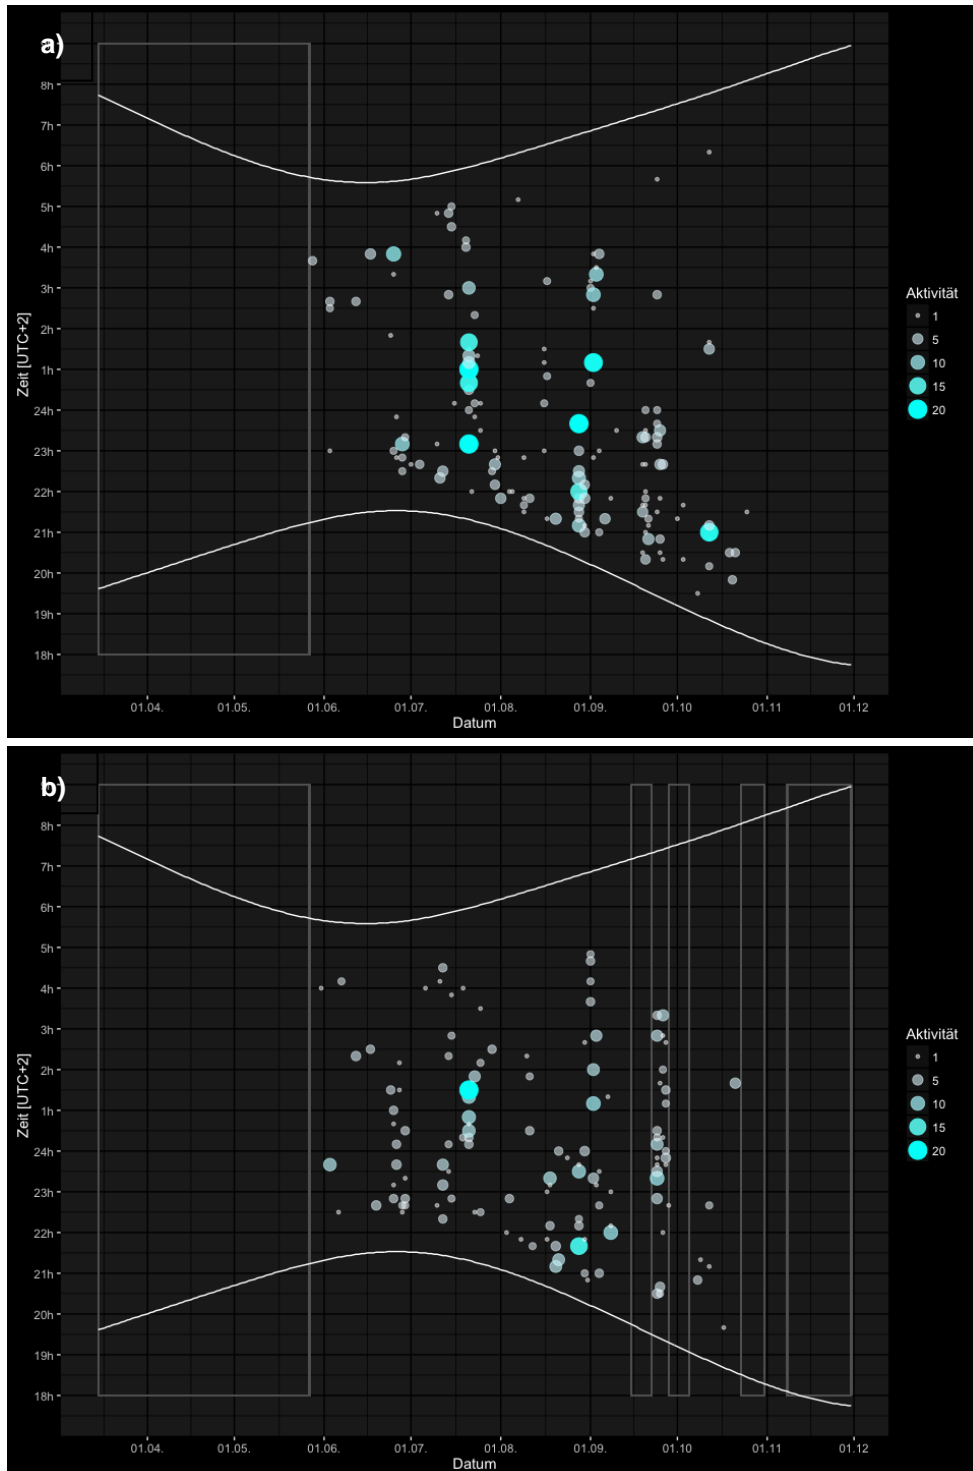 a)
8h
7h
6h
5h
4h
3h
2h
1h
24h
23h
22h
21h
20h
19h
18h
Zeit [UTC+2]
01.04. 01.05. 01.06. 01.07. 01.08. 01.09. 01.10 01.11 01.12
Datum
Aktivität
1
5
10
15
20
b)
8h
7h
6h
5h
4h
3h
2h
1h
24h
23h
22h
21h
20h
19h
18h
Zeit [UTC+2]
01.04. 01.05. 01.06. 01.07. 01.08. 01.09. 01.10 01.11 01.12
Datum
Aktivität
1
5
10
15
20